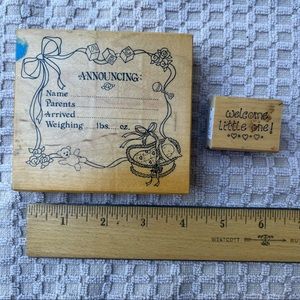 ANNOUNCING:
Name
Parents
Arrived
Weighing lbs. oz.
welcome
little one!
1 2 3 4 5 6
WESTCOTT